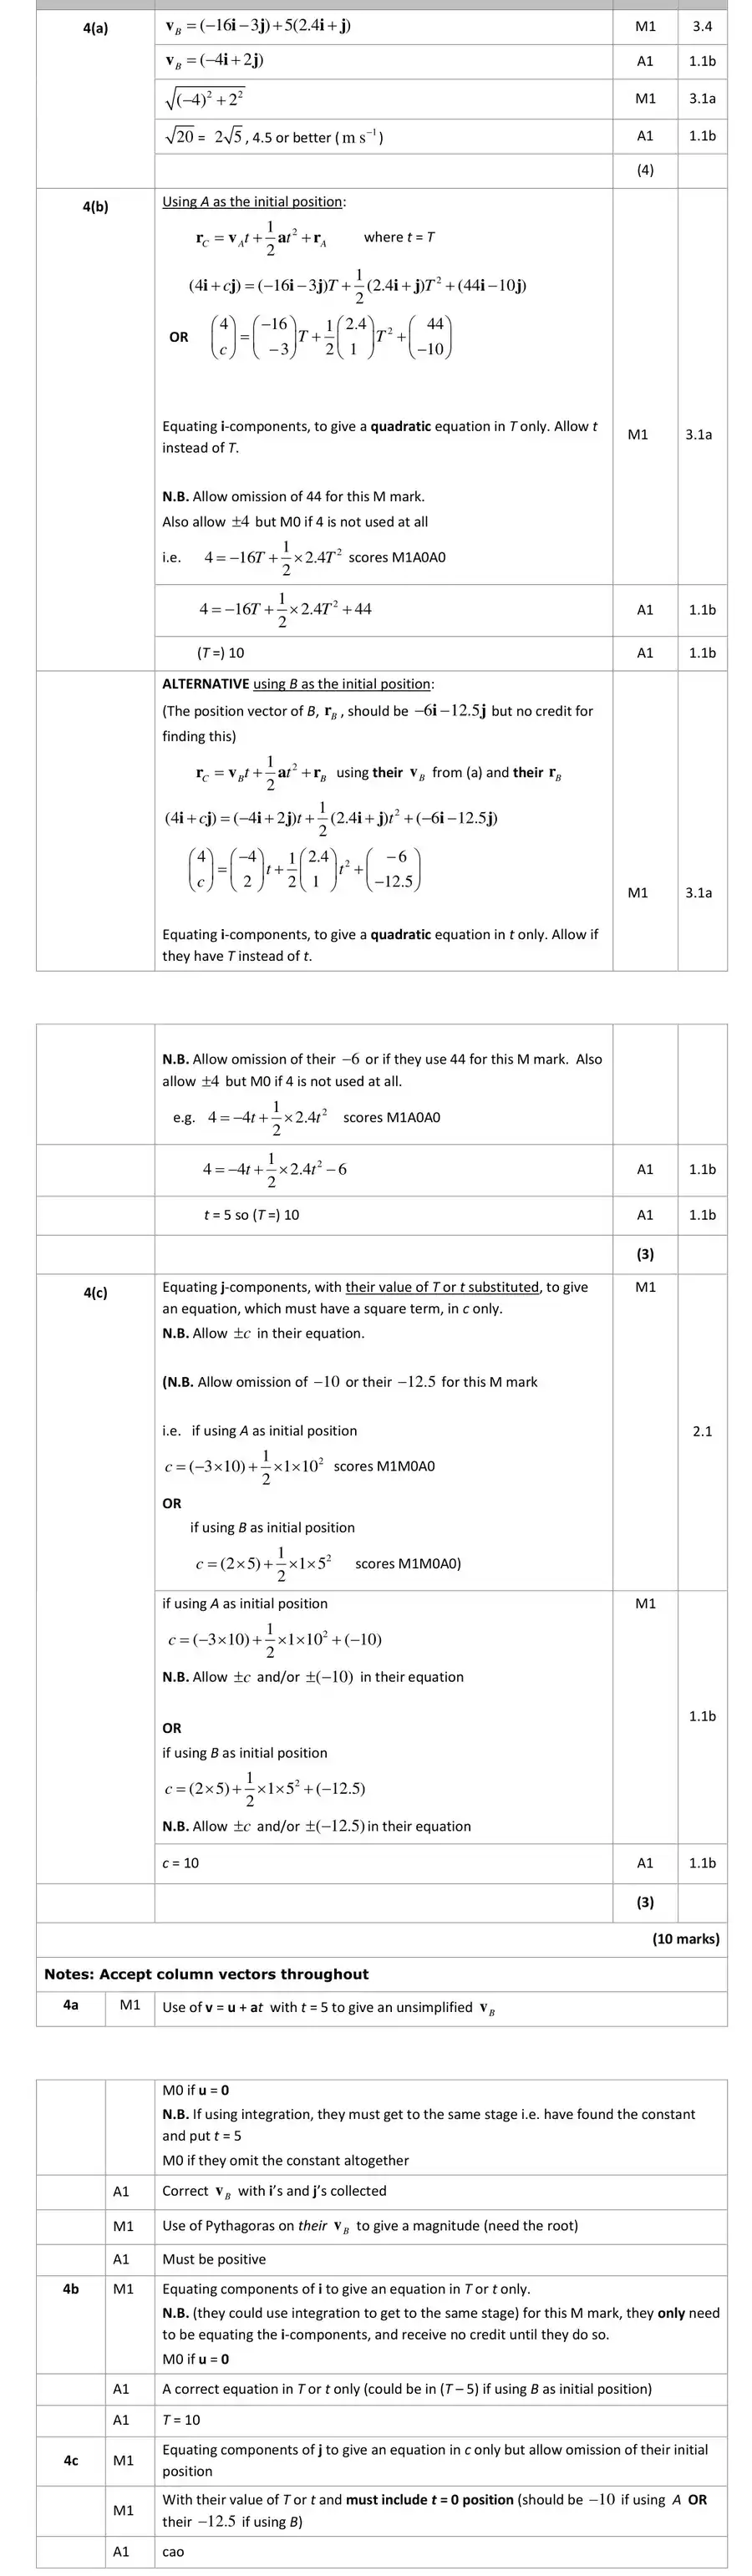 4(a)
v_B = (−16i − 3j) + 5(2.4i + j)
M1
3.4
v_B = (−4i + 2j)
A1
1.1b
√((−4)² + 2²)
M1
3.1a
√20 = 2√5 , 4.5 or better ( m s⁻¹ )
A1
1.1b
(4)
4(b)
Using A as the initial position:
r_C = v_A t + 1/2 at² + r_A where t = T
(4i + cj) = (−16i − 3j)T + 1/2 (2.4i + j)T² + (44i − 10j)
OR (4 c) = (−16 −3)T + 1/2 (2.4 1)T² + (44 −10)
Equating i-components, to give a quadratic equation in T only. Allow t
instead of T.
M1
3.1a
N.B. Allow omission of 44 for this M mark.
Also allow ±4 but M0 if 4 is not used at all
i.e. 4 = −16T + 1/2 × 2.4T² scores M1A0A0
4 = −16T + 1/2 × 2.4T² + 44
A1
1.1b
(T =) 10
A1
1.1b
ALTERNATIVE using B as the initial position:
(The position vector of B, r_B , should be −6i − 12.5j but no credit for
finding this)
r_C = v_B t + 1/2 at² + r_B using their v_B from (a) and their r_B
(4i + cj) = (−4i + 2j)t + 1/2 (2.4i + j)t² + (−6i − 12.5j)
(4 c) = (−4 2)t + 1/2 (2.4 1)t² + (−6 −12.5)
M1
3.1a
Equating i-components, to give a quadratic equation in t only. Allow if
they have T instead of t.
N.B. Allow omission of their −6 or if they use 44 for this M mark. Also
allow ±4 but M0 if 4 is not used at all.
e.g. 4 = −4t + 1/2 × 2.4t² scores M1A0A0
4 = −4t + 1/2 × 2.4t² − 6
A1
1.1b
t = 5 so (T =) 10
A1
1.1b
(3)
4(c)
Equating j-components, with their value of T or t substituted, to give
M1
an equation, which must have a square term, in c only.
N.B. Allow ±c in their equation.
(N.B. Allow omission of −10 or their −12.5 for this M mark
i.e. if using A as initial position
2.1
c = (−3×10) + 1/2 ×1×10² scores M1M0A0
OR
if using B as initial position
c = (2×5) + 1/2 ×1×5² scores M1M0A0)
if using A as initial position
M1
c = (−3×10) + 1/2 ×1×10² + (−10)
N.B. Allow ±c and/or ±(−10) in their equation
1.1b
OR
if using B as initial position
c = (2×5) + 1/2 ×1×5² + (−12.5)
N.B. Allow ±c and/or ±(−12.5) in their equation
c = 10
A1
1.1b
(3)
(10 marks)
Notes: Accept column vectors throughout
4a
M1
Use of v = u + at with t = 5 to give an unsimplified v_B
M0 if u = 0
N.B. If using integration, they must get to the same stage i.e. have found the constant
and put t = 5
M0 if they omit the constant altogether
A1
Correct v_B with i's and j's collected
M1
Use of Pythagoras on their v_B to give a magnitude (need the root)
A1
Must be positive
4b
M1
Equating components of i to give an equation in T or t only.
N.B. (they could use integration to get to the same stage) for this M mark, they only need
to be equating the i-components, and receive no credit until they do so.
M0 if u = 0
A1
A correct equation in T or t only (could be in (T – 5) if using B as initial position)
A1
T = 10
4c
M1
Equating components of j to give an equation in c only but allow omission of their initial
position
M1
With their value of T or t and must include t = 0 position (should be −10 if using A OR
their −12.5 if using B)
A1
cao